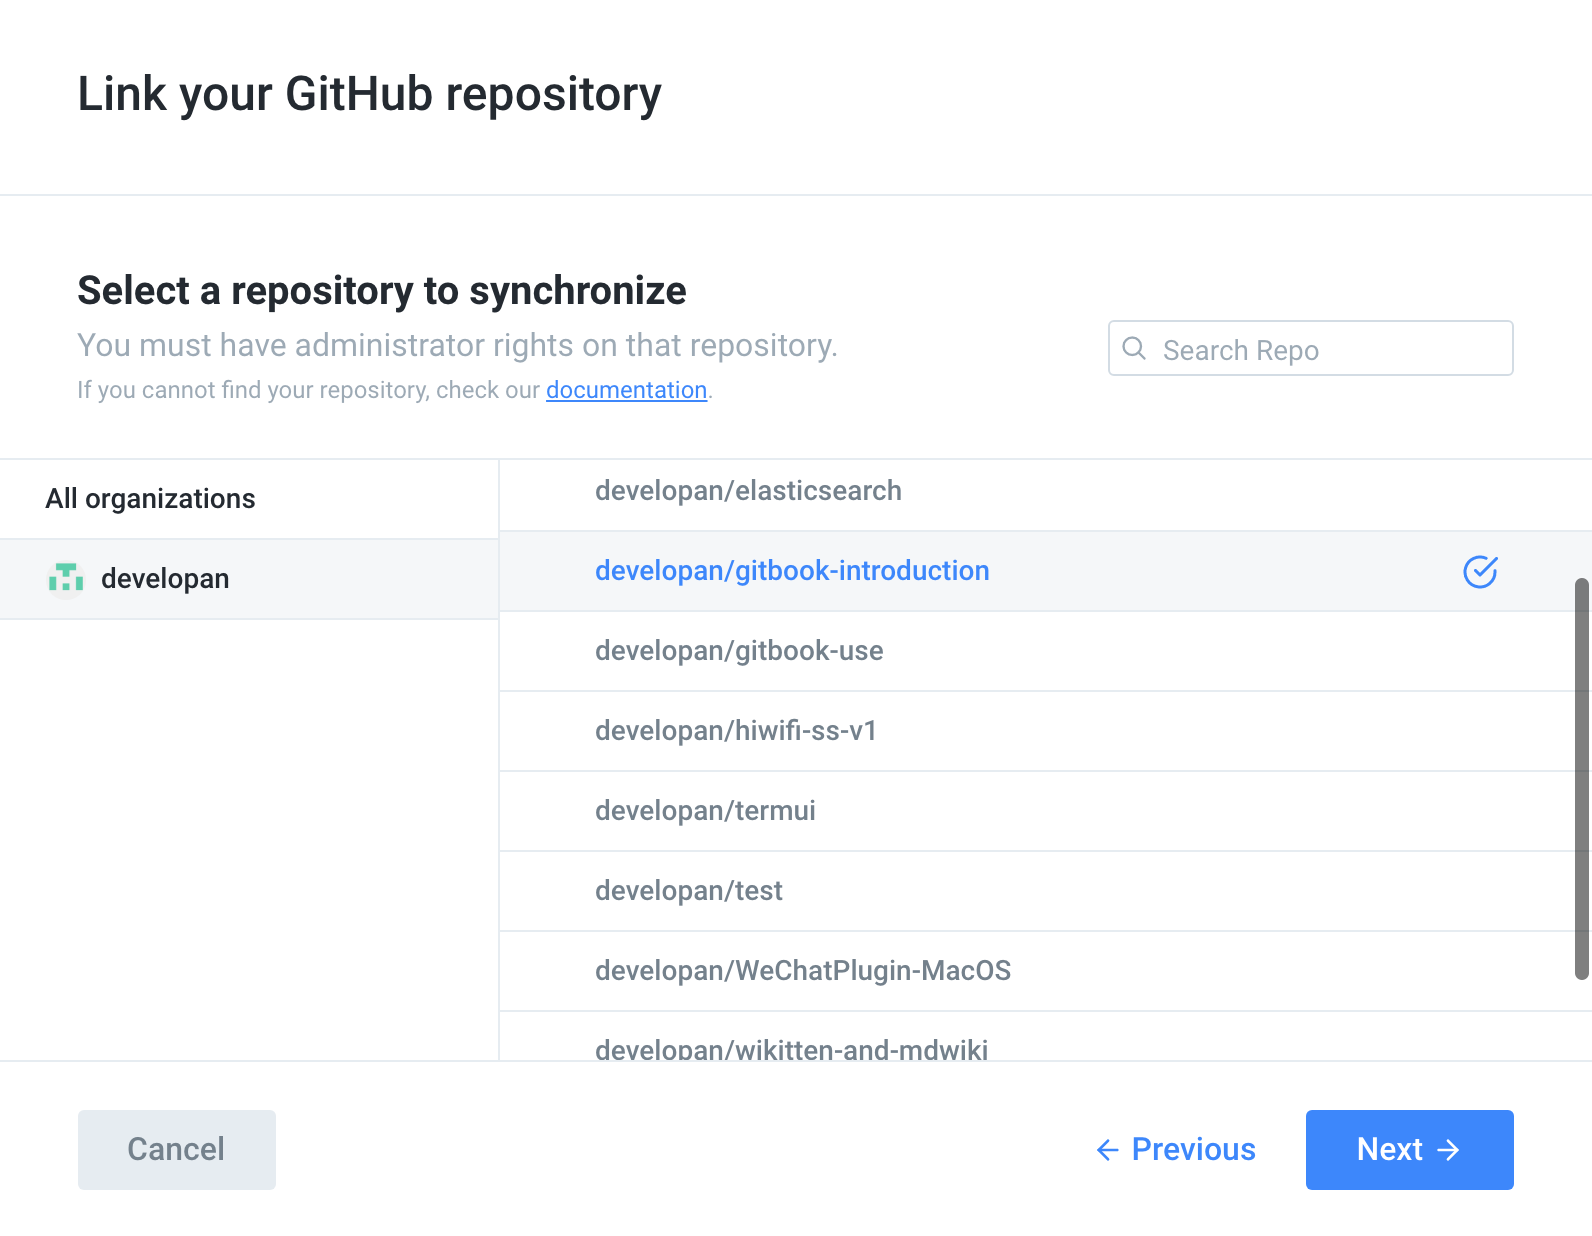 Link your GitHub repository
Select a repository to synchronize
You must have administrator rights on that repository.
If you cannot find your repository, check our documentation.
Search Repo
All organizations
developan
developan/elasticsearch
developan/gitbook-introduction
developan/gitbook-use
developan/hiwifi-ss-v1
developan/termui
developan/test
developan/WeChatPlugin-MacOS
developan/wikitten-and-mdwiki
Cancel
← Previous
Next →